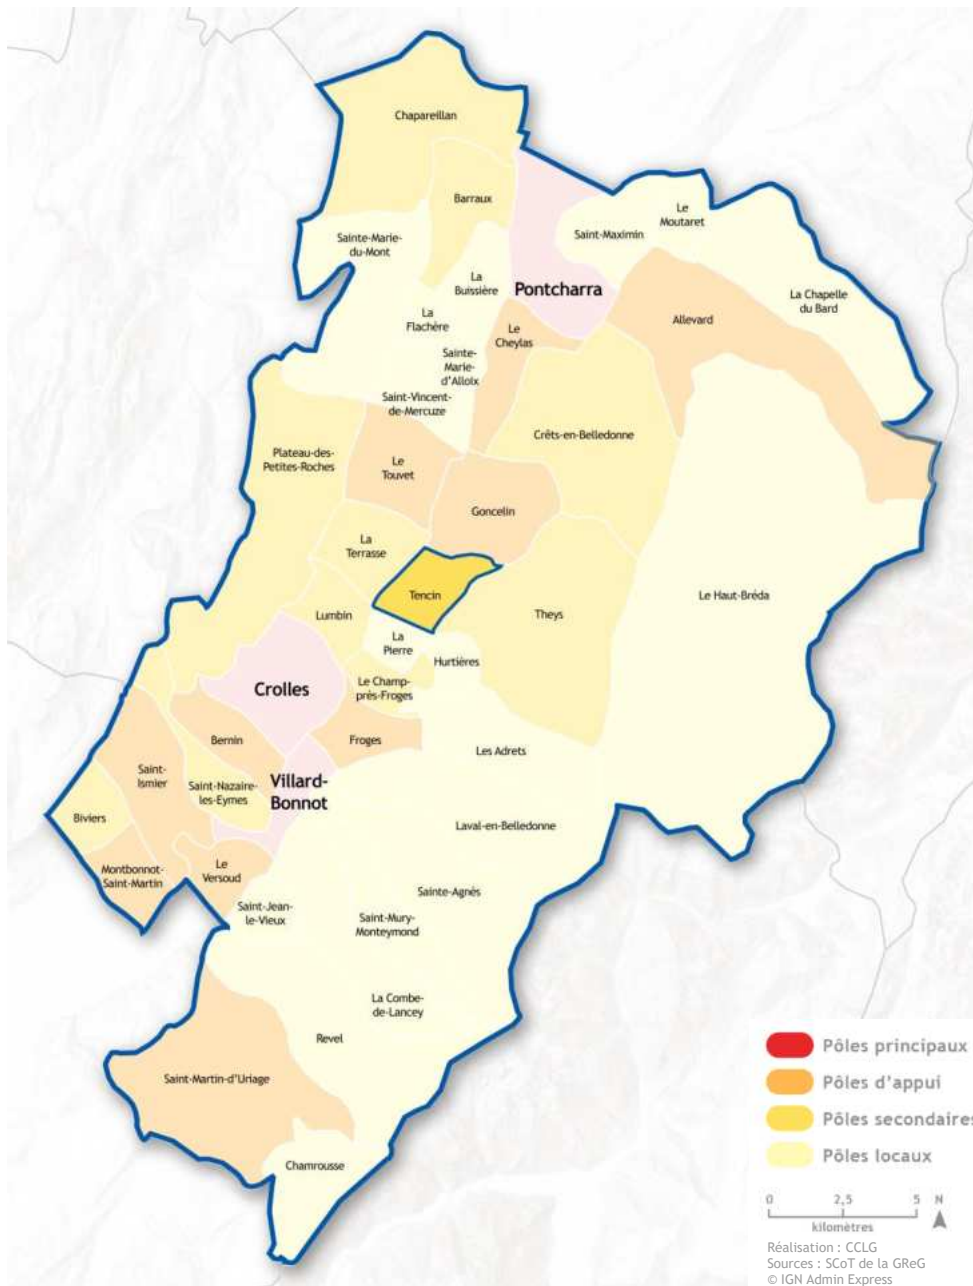 Chapareillan
Barraux
Le
Moutaret
Saint-Maximin
Sainte-Marie-
du-Mont
La
Buissière
Pontcharra
La Chapelle
du Bard
La
Flachère
Allevard
Le
Cheylas
Sainte-
Marie-
d'Alloix
Saint-Vincent-
de-Mercuze
Crêts-en-Belledonne
Plateau-des-
Petites-Roches
Le
Touvet
Goncelin
La
Terrasse
Tencin
Le Haut-Bréda
Lumbin
Theys
La
Pierre
Hurtières
Crolles
Le Champ-
près-Froges
Bernin
Froges
Les Adrets
Saint-
Ismier
Saint-Nazaire-
les-Eymes
Villard-
Bonnot
Biviers
Laval-en-Belledonne
Montbonnot-
Saint-Martin
Le
Versoud
Sainte-Agnès
Saint-Jean-
le-Vieux
Saint-Mury-
Monteymond
La Combe-
de-Lancey
Revel
Saint-Martin-d'Uriage
Chamrousse
Pôles principaux
Pôles d'appui
Pôles secondaires
Pôles locaux
0 2,5 5 N
kilomètres
Réalisation : CCLG
Sources : SCoT de la GReG
© IGN Admin Express